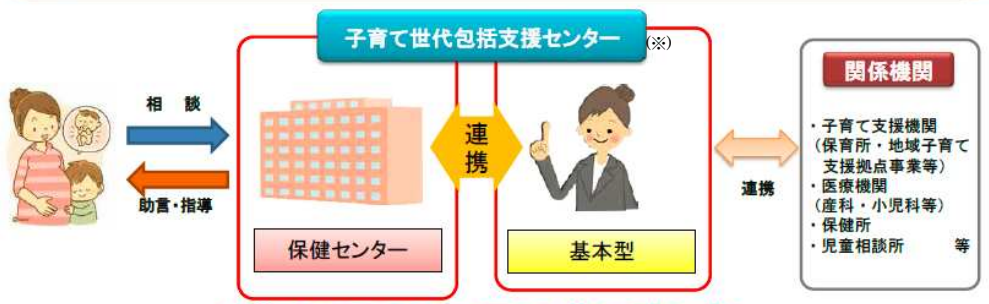 子育て世代包括支援センター
(※)
相　談
助言・指導
連
携
保健センター
基本型
連携
関係機関
・子育て支援機関
（保育所・地域子育て
支援拠点事業等）
・医療機関
（産科・小児科等）
・保健所
・児童相談所　　等